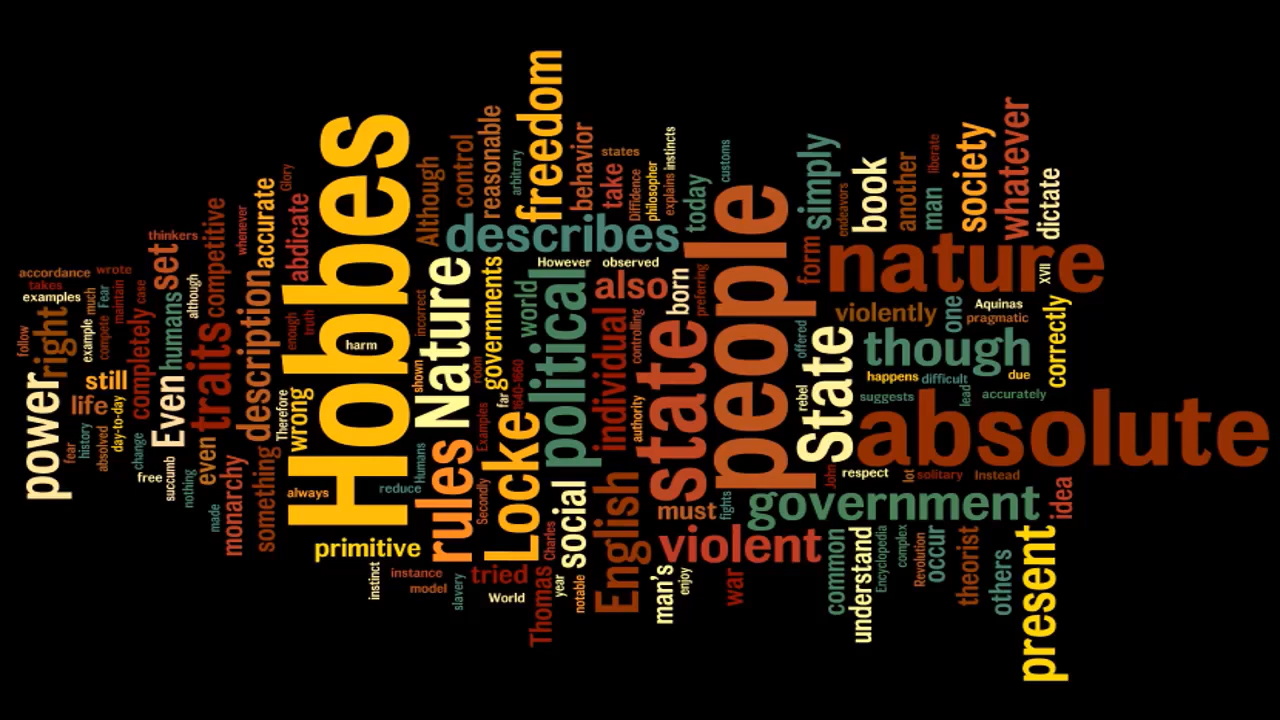 accordance
wrote
takes
examples
much
Fear
maintain
case
follow
right
example
compete
power
still
life
fear
history
absolved
day-to-day
completely
change
free
succumb
nothing
thinkers
set
humans
although
Even
traits
even
made
monarchy
competitive
whenever
accurate
description
something
Glory
abdicate
enough
truth
Therefore
wrong
always
Hobbes
harm
reduce
primitive
instinct
instance
model
Although
control
reasonable
arbitrary
freedom
behavior
describes
However
observed
incorrect
Nature
shown
Humans
rules
governments
room
Examples
Secondly
slavery
tried
World
world
1640-1660
far
Locke
political
social
Thomas
Charles
year
notable
states
take
Diffidence
philosopher
explains
instincts
today
customs
also
born
preferring
individual
controlling
authority
English
state
people
must
fights
violent
man's
enjoy
war
simply
endeavors
book
another
man
liberate
society
whatever
dictate
form
nature
XVII
violently
one
Aquinas
pragmatic
correctly
offered
State
rebel
though
happens
difficult
due
suggests
lead
accurately
absolute
John
respect
lot
solitary
Instead
idea
government
common
understand
Encyclopedia
complex
Revolution
occur
theorist
others
present